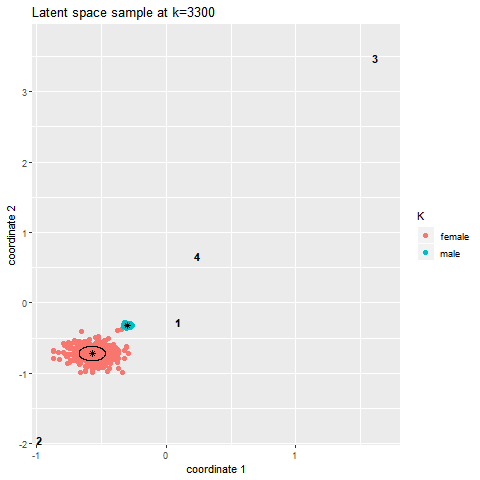 Latent space sample at k=3300
3
3
2
4
1
1
0
-1
2
-2
-1
0
1
coordinate 1
coordinate 2
K
female
male